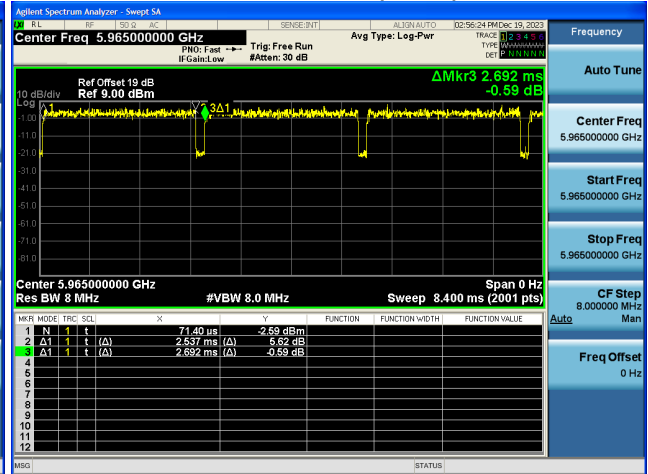 Agilent Spectrum Analyzer - Swept SA
LXI RL RF 50 Ω AC SENSE:INT ALIGN AUTO 02:56:24 PM Dec 19, 2023
Center Freq 5.965000000 GHz Avg Type: Log-Pwr TRACE 1 2 3 4 5 6
PNO: Fast Trig: Free Run TYPE
IFGain:Low #Atten: 30 dB DET P N N N N N
ΔMkr3 2.692 ms
-0.59 dB
Ref Offset 19 dB
10 dB/div Ref 9.00 dBm
Log
1
3Δ1
-1.00
-11.0
-21.0
-31.0
-41.0
-51.0
-61.0
-71.0
-81.0
Center 5.965000000 GHz Span 0 Hz
Res BW 8 MHz #VBW 8.0 MHz Sweep 8.400 ms (2001 pts)
MKR MODE TRC SCL X Y FUNCTION FUNCTION WIDTH FUNCTION VALUE
1 N 1 t 71.40 µs -2.59 dBm
2 Δ1 1 t (Δ) 2.537 ms (Δ) 5.62 dB
3 Δ1 1 t (Δ) 2.692 ms (Δ) -0.59 dB
4
5
6
7
8
9
10
11
12
MSG STATUS
Frequency
Auto Tune
Center Freq
5.965000000 GHz
Start Freq
5.965000000 GHz
Stop Freq
5.965000000 GHz
CF Step
8.000000 MHz
Auto Man
Freq Offset
0 Hz